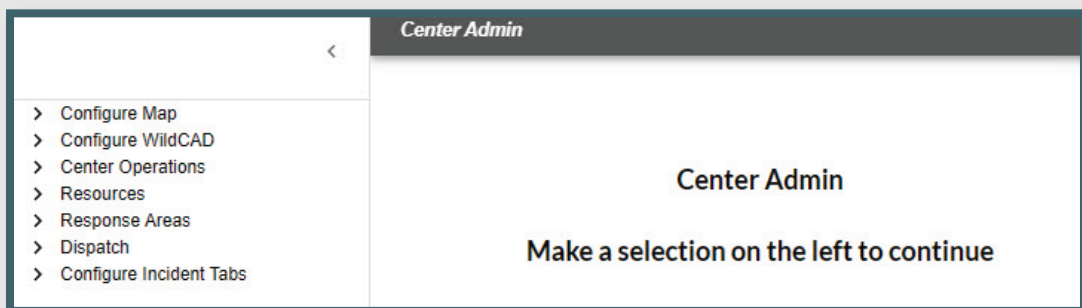 Center Admin
Configure Map
Configure WildCAD
Center Operations
Resources
Response Areas
Dispatch
Configure Incident Tabs
Center Admin
Make a selection on the left to continue